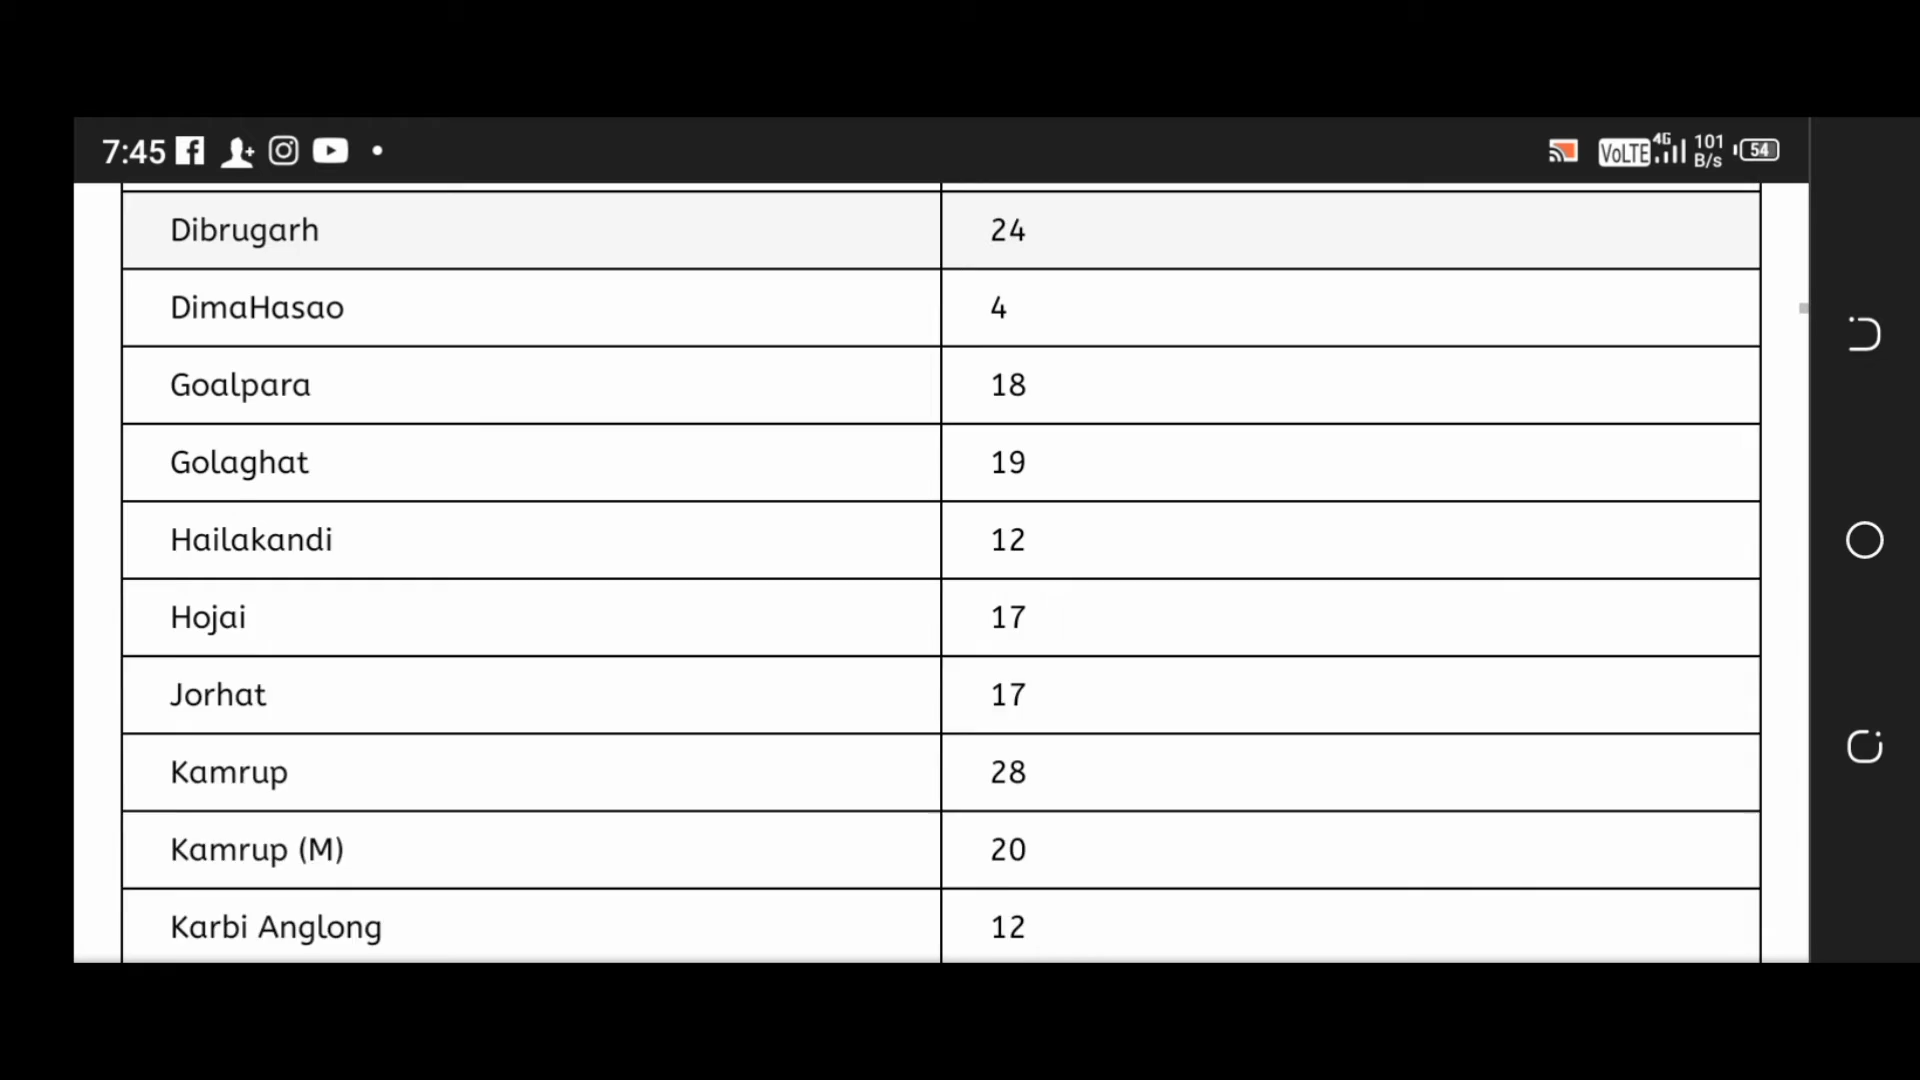 7:45 VoLTE 4G 101 B/s 54
Dibrugarh 24
DimaHasao 4
Goalpara 18
Golaghat 19
Hailakandi 12
Hojai 17
Jorhat 17
Kamrup 28
Kamrup (M) 20
Karbi Anglong 12